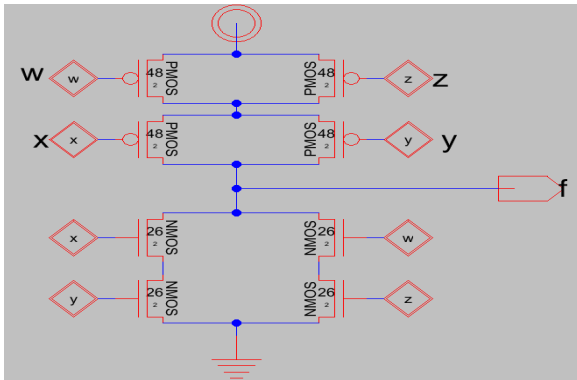 w w 48 2 PMOS PMOS 48 2 z z
x x 48 2 PMOS PMOS 48 2 y y
f
x 26 2 NMOS NMOS 26 2 w
y 26 2 NMOS NMOS 26 2 z